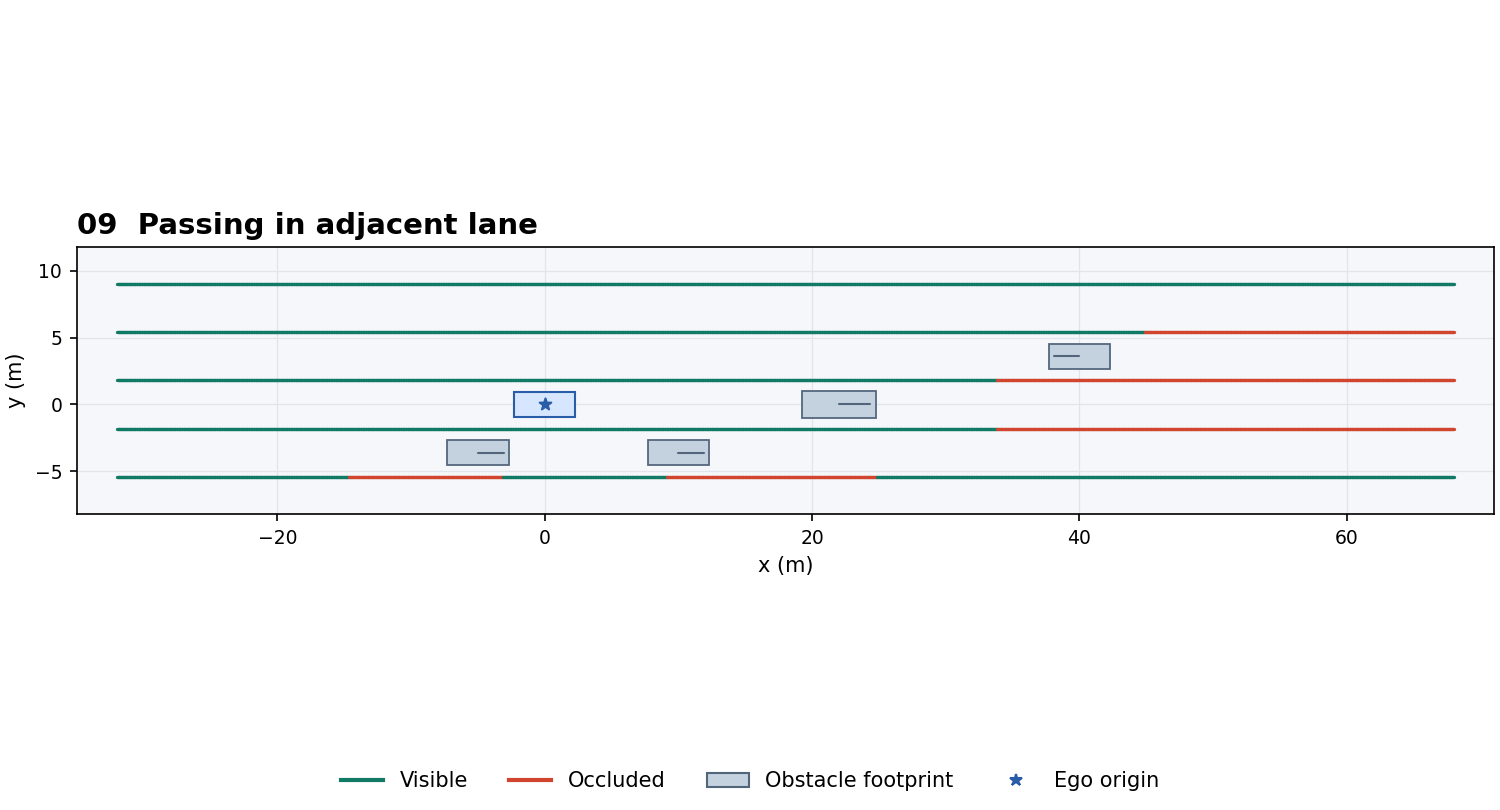 09 Passing in adjacent lane
10
5
0
−5
y (m)
−20
0
20
40
60
x (m)
Visible
Occluded
Obstacle footprint
Ego origin